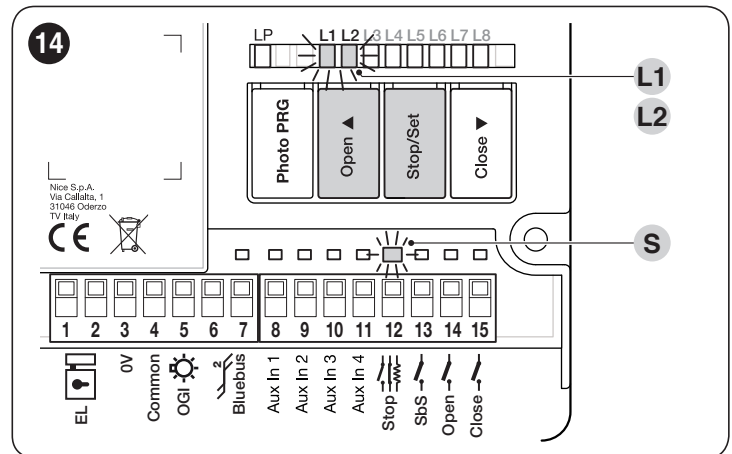 14
LP L1 L2 L3 L4 L5 L6 L7 L8
L1
L2
Photo PRG
Open ▲
Stop/Set
Close ▼
Nice S.p.A.
Via Callalta, 1
31046 Oderzo
TV Italy
CE
S
1 2 3 4 5 6 7 8 9 10 11 12 13 14 15
EL
0V
Common
OGI
2
Bluebus
Aux In 1
Aux In 2
Aux In 3
Aux In 4
Stop
SbS
Open
Close